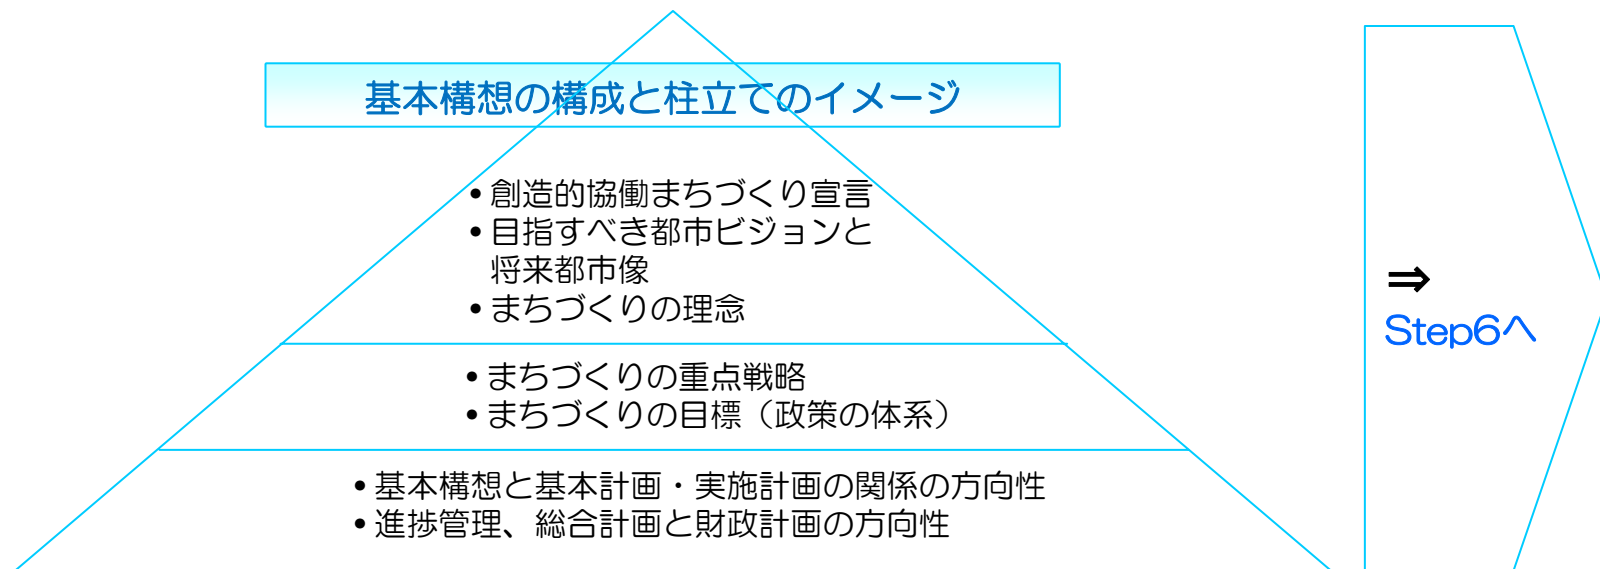 基本構想の構成と柱立てのイメージ
•創造的協働まちづくり宣言
•目指すべき都市ビジョンと
将来都市像
•まちづくりの理念
•まちづくりの重点戦略
•まちづくりの目標（政策の体系）
•基本構想と基本計画・実施計画の関係の方向性
•進捗管理、総合計画と財政計画の方向性
⇒
Step6へ